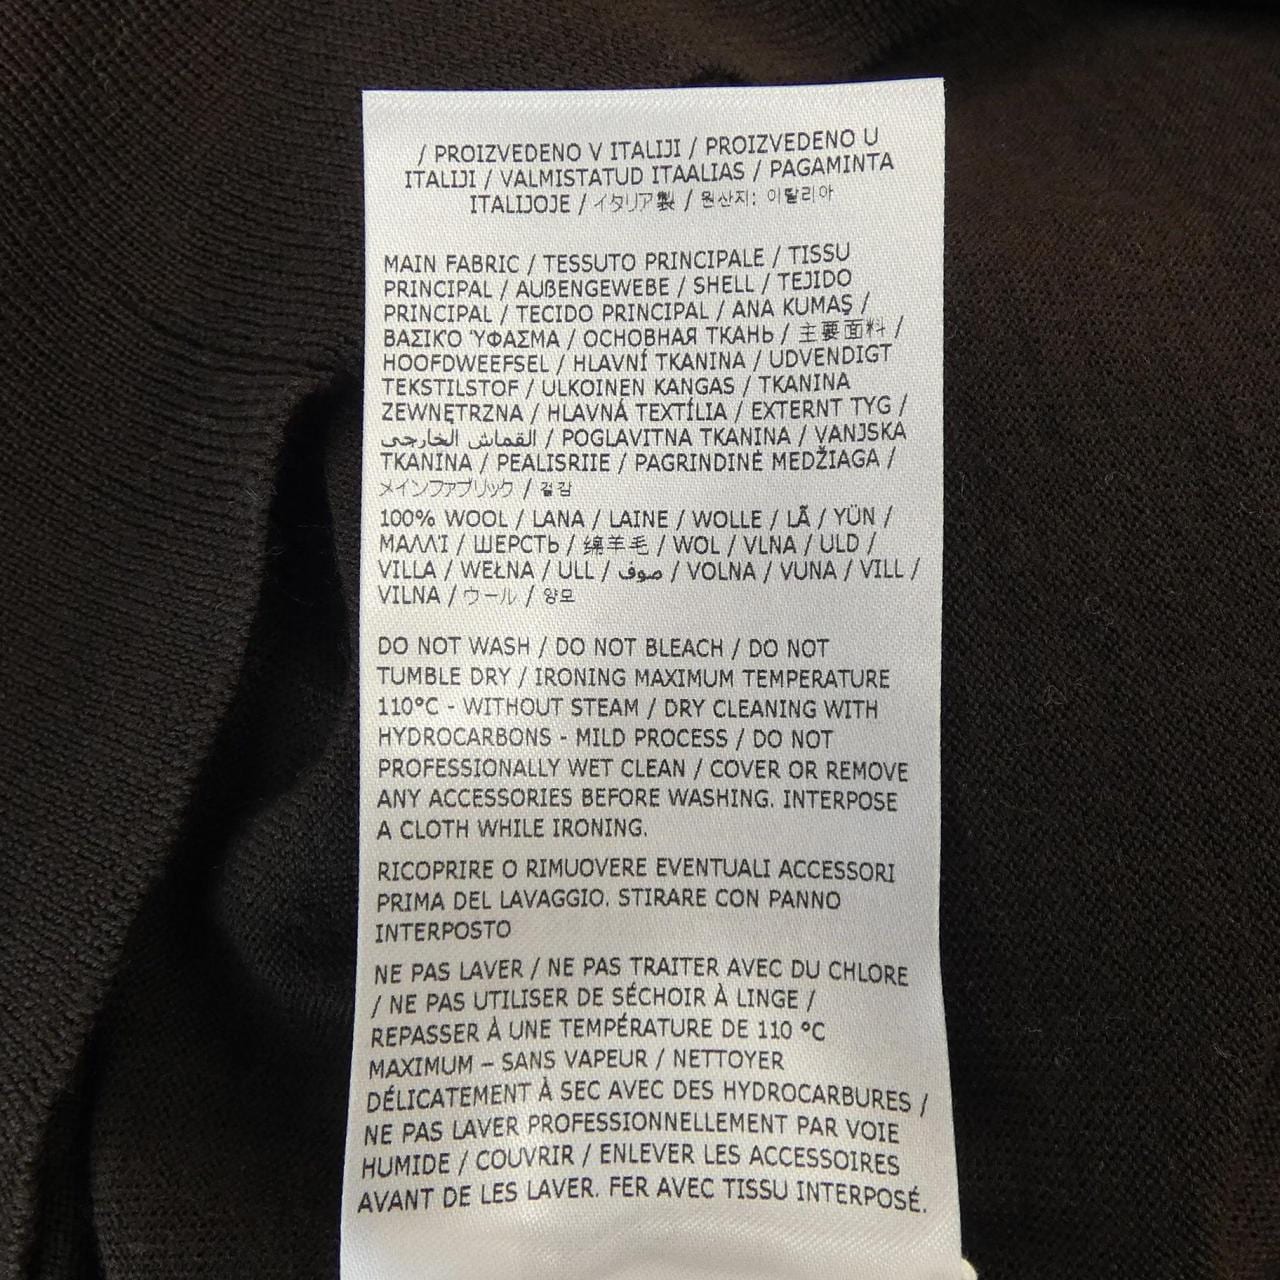 / PROIZVEDENO V ITALIJI / PROIZVEDENO U
ITALIJI / VALMISTATUD ITAALIAS / PAGAMINTA
ITALIJOJE / イタリア製 / 원산지: 이탈리아
MAIN FABRIC / TESSUTO PRINCIPALE / TISSU
PRINCIPAL / AUßENGEWEBE / SHELL / TEJIDO
PRINCIPAL / TECIDO PRINCIPAL / ANA KUMAŞ /
ΒΑΣΙΚΌ ΎΦΑΣΜΑ / ОСНОВНАЯ ТКАНЬ / 主要面料 /
HOOFDWEEFSEL / HLAVNÍ TKANINA / UDVENDIGT
TEKSTILSTOF / ULKOINEN KANGAS / TKANINA
ZEWNĘTRZNA / HLAVNÁ TEXTÍLIA / EXTERNT TYG /
القماش الخارجي / POGLAVITNA TKANINA / VANJSKA
TKANINA / PEALISRIIE / PAGRINDINĖ MEDŽIAGA /
メインファブリック / 겉감
100% WOOL / LANA / LAINE / WOLLE / LÃ / YÜN /
ΜΑΛΛΊ / ШЕРСТЬ / 绵羊毛 / WOL / VLNA / ULD /
VILLA / WEŁNA / ULL / صوف / VOLNA / VUNA / VILL /
VILNA / ウール / 양모
DO NOT WASH / DO NOT BLEACH / DO NOT
TUMBLE DRY / IRONING MAXIMUM TEMPERATURE
110°C - WITHOUT STEAM / DRY CLEANING WITH
HYDROCARBONS - MILD PROCESS / DO NOT
PROFESSIONALLY WET CLEAN / COVER OR REMOVE
ANY ACCESSORIES BEFORE WASHING. INTERPOSE
A CLOTH WHILE IRONING.
RICOPRIRE O RIMUOVERE EVENTUALI ACCESSORI
PRIMA DEL LAVAGGIO. STIRARE CON PANNO
INTERPOSTO
NE PAS LAVER / NE PAS TRAITER AVEC DU CHLORE
/ NE PAS UTILISER DE SÉCHOIR À LINGE /
REPASSER À UNE TEMPÉRATURE DE 110 °C
MAXIMUM – SANS VAPEUR / NETTOYER
DÉLICATEMENT À SEC AVEC DES HYDROCARBURES /
NE PAS LAVER PROFESSIONNELLEMENT PAR VOIE
HUMIDE / COUVRIR / ENLEVER LES ACCESSOIRES
AVANT DE LES LAVER. FER AVEC TISSU INTERPOSÉ.